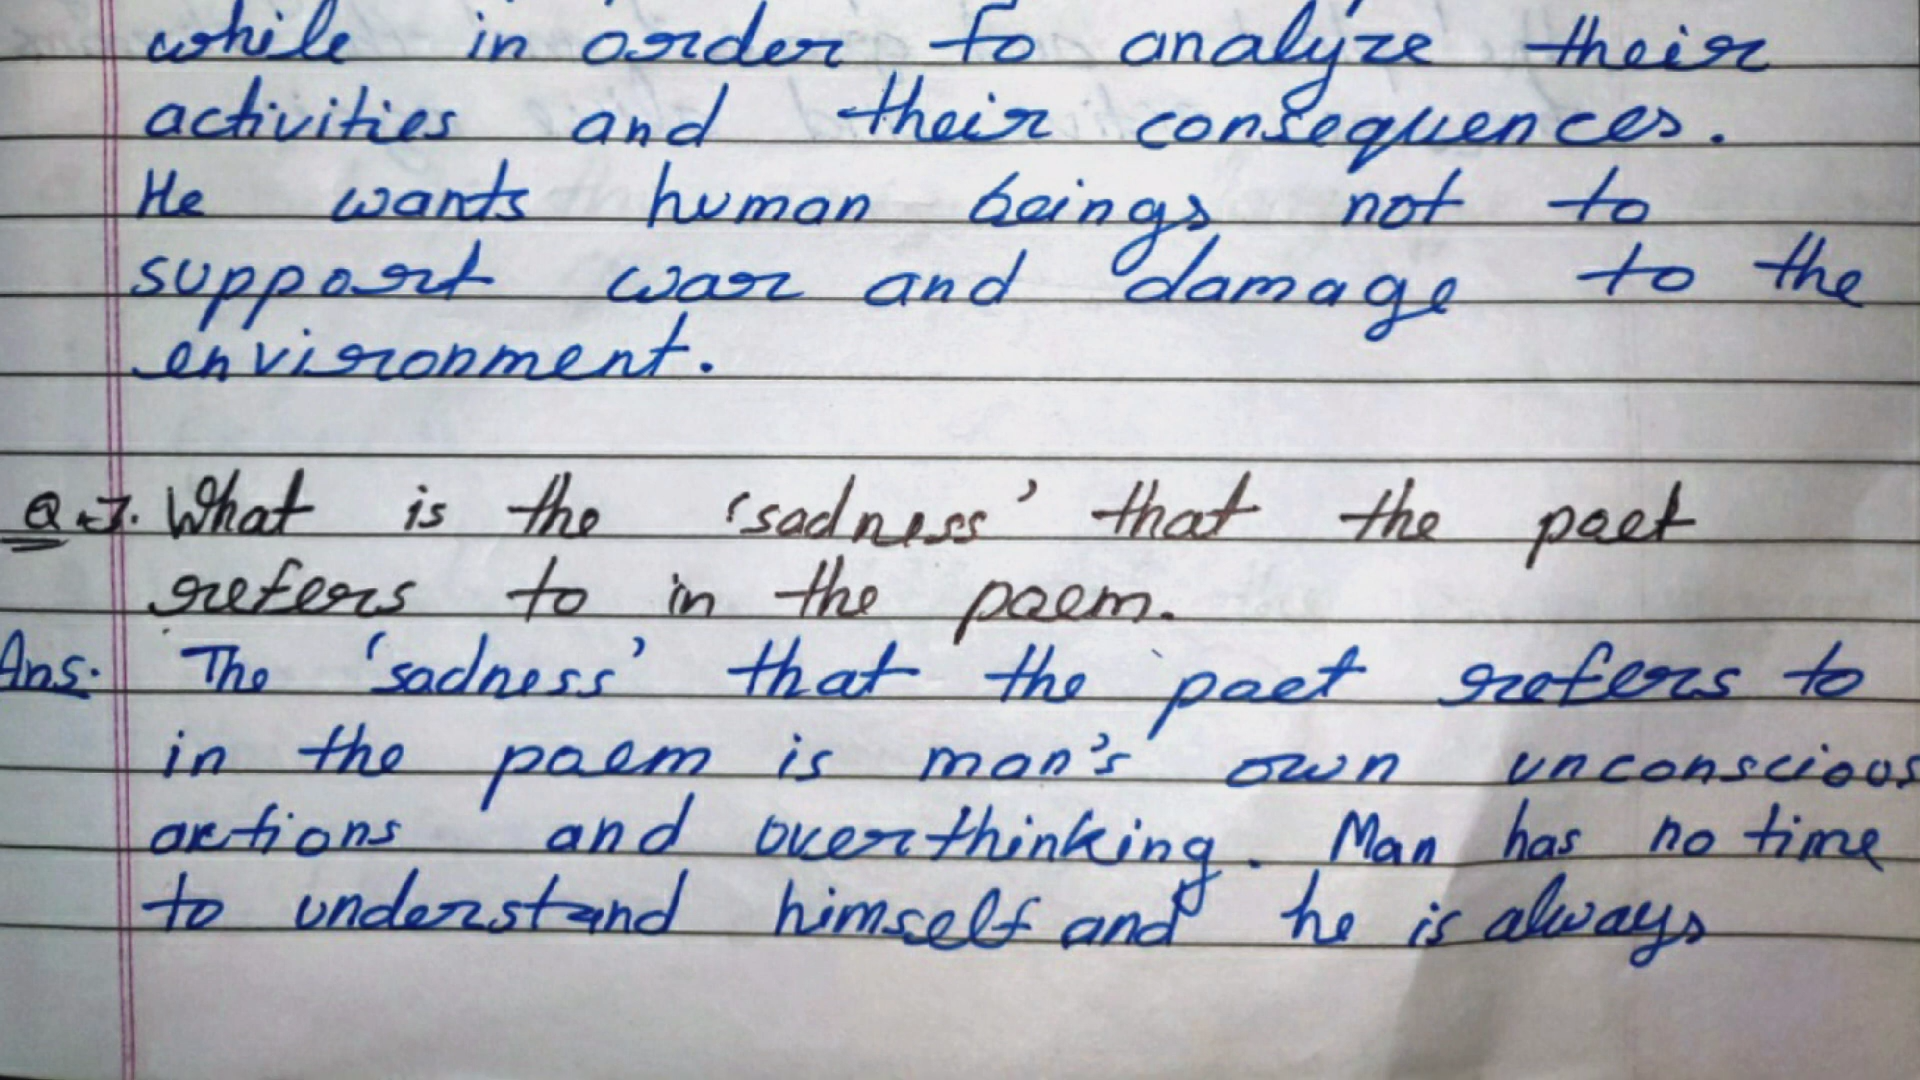 while in order to analyze their
activities and their consequences.
He wants human beings not to
support war and damage to the
environment.
Q.3. What is the 'sadness' that the poet
refers to in the poem.
Ans. The 'sadness' that the poet refers to
in the poem is man's own unconscious
actions and overthinking. Man has no time
to understand himself and he is always